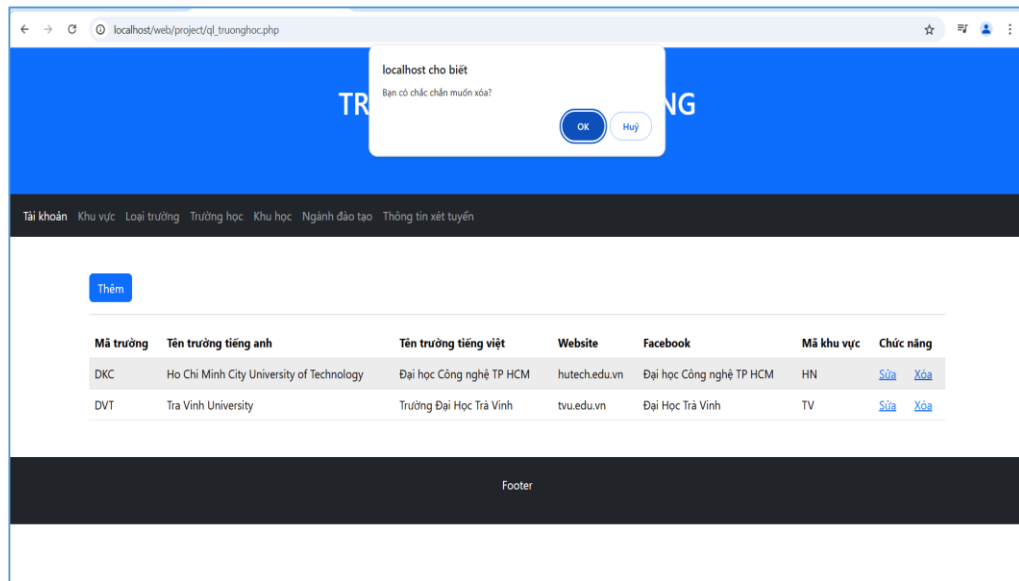 localhost/web/project/ql_truonghoc.php
localhost cho biết
Bạn có chắc chắn muốn xóa?
OK Huỷ
Tài khoản Khu vực Loại trường Trường học Khu học Ngành đào tạo Thông tin xét tuyển
Thêm
Mã trường Tên trường tiếng anh Tên trường tiếng việt Website Facebook Mã khu vực Chức năng
DKC Ho Chi Minh City University of Technology Đại học Công nghệ TP HCM hutech.edu.vn Đại học Công nghệ TP HCM HN Sửa Xóa
DVT Tra Vinh University Trường Đại Học Trà Vinh tvu.edu.vn Đại Học Trà Vinh TV Sửa Xóa
Footer